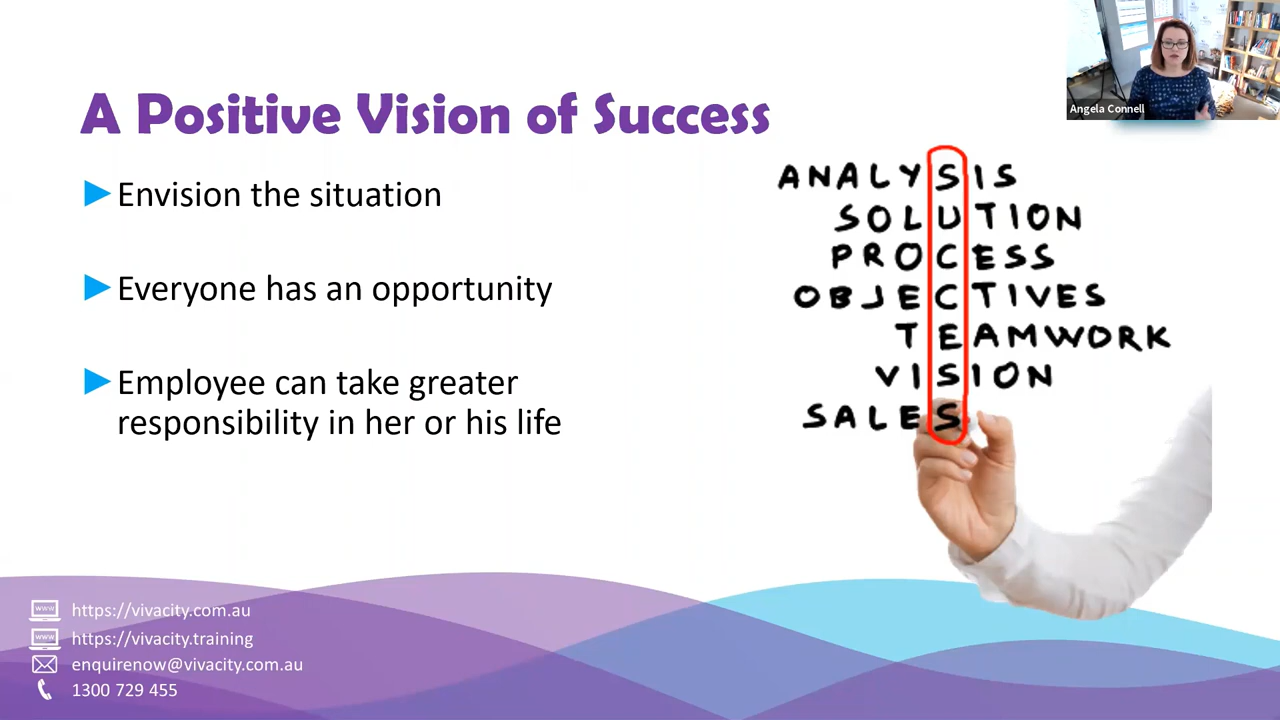 A Positive Vision of Success
Envision the situation
Everyone has an opportunity
Employee can take greater
responsibility in her or his life
Angela Connell
ANALYSIS
SOLUTION
PROCESS
OBJECTIVES
TEAMWORK
VISION
SALES
www https://vivacity.com.au
www https://vivacity.training
enquirenow@vivacity.com.au
1300 729 455